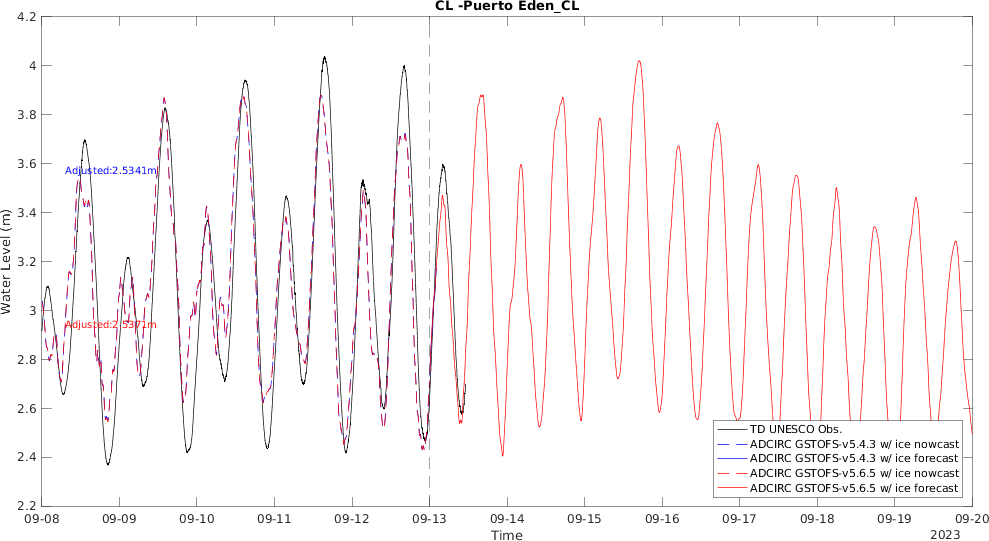 CL -Puerto Eden_CL
4.2
4
3.8
3.6
3.4
3.2
3
2.8
2.6
2.4
2.2
Water Level (m)
Adjusted:2.5341m
Adjusted:2.5371m
TD UNESCO Obs.
ADCIRC GSTOFS-v5.4.3 w/ ice nowcast
ADCIRC GSTOFS-v5.4.3 w/ ice forecast
ADCIRC GSTOFS-v5.6.5 w/ ice nowcast
ADCIRC GSTOFS-v5.6.5 w/ ice forecast
09-08 09-09 09-10 09-11 09-12 09-13 09-14 09-15 09-16 09-17 09-18 09-19 09-20
Time
2023